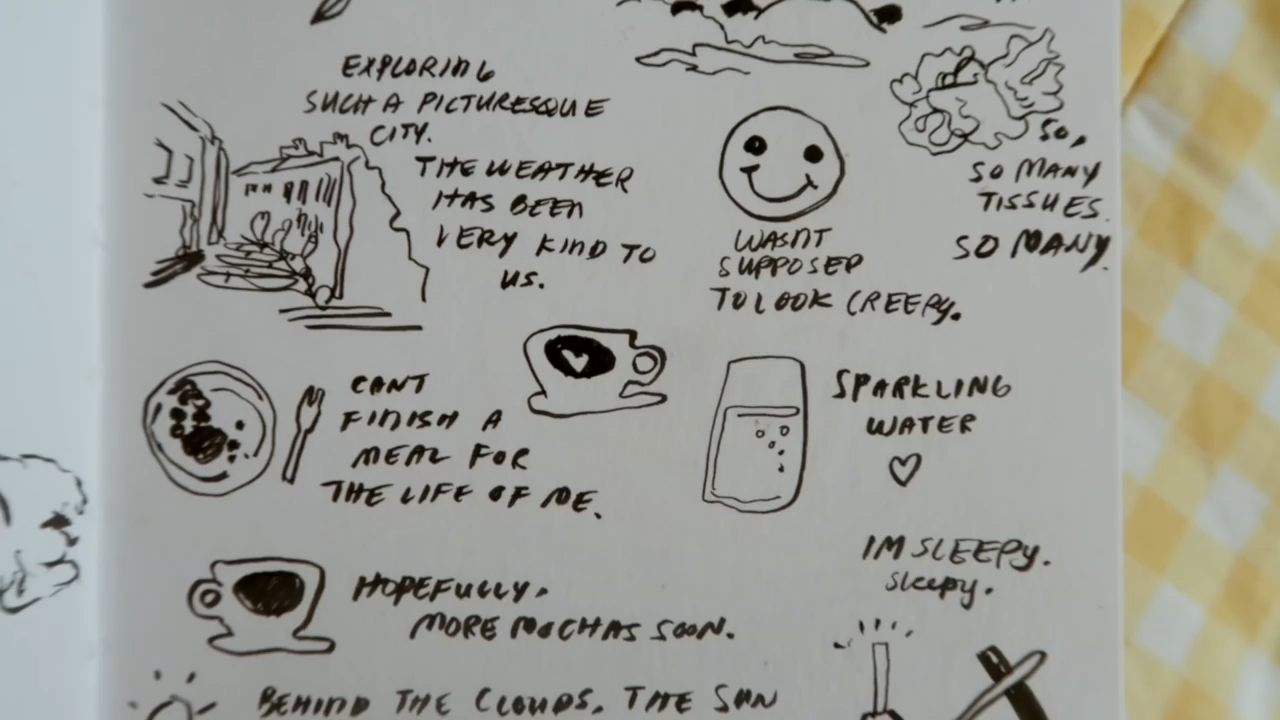 EXPLORING
SUCH A PICTURESQUE
CITY.
THE WEATHER
HAS BEEN
VERY KIND TO
US.
WASNT
SUPPOSED
TO LOOK CREEPY.
SO,
SO MANY
TISSUES.
SO MANY.
CANT
FINISH A
MEAL FOR
THE LIFE OF ME.
SPARKLING
WATER
IM SLEEPY.
sleepy.
HOPEFULLY.
MORE MOCHAS SOON.
BEHIND THE CLOUDS. THE SUN